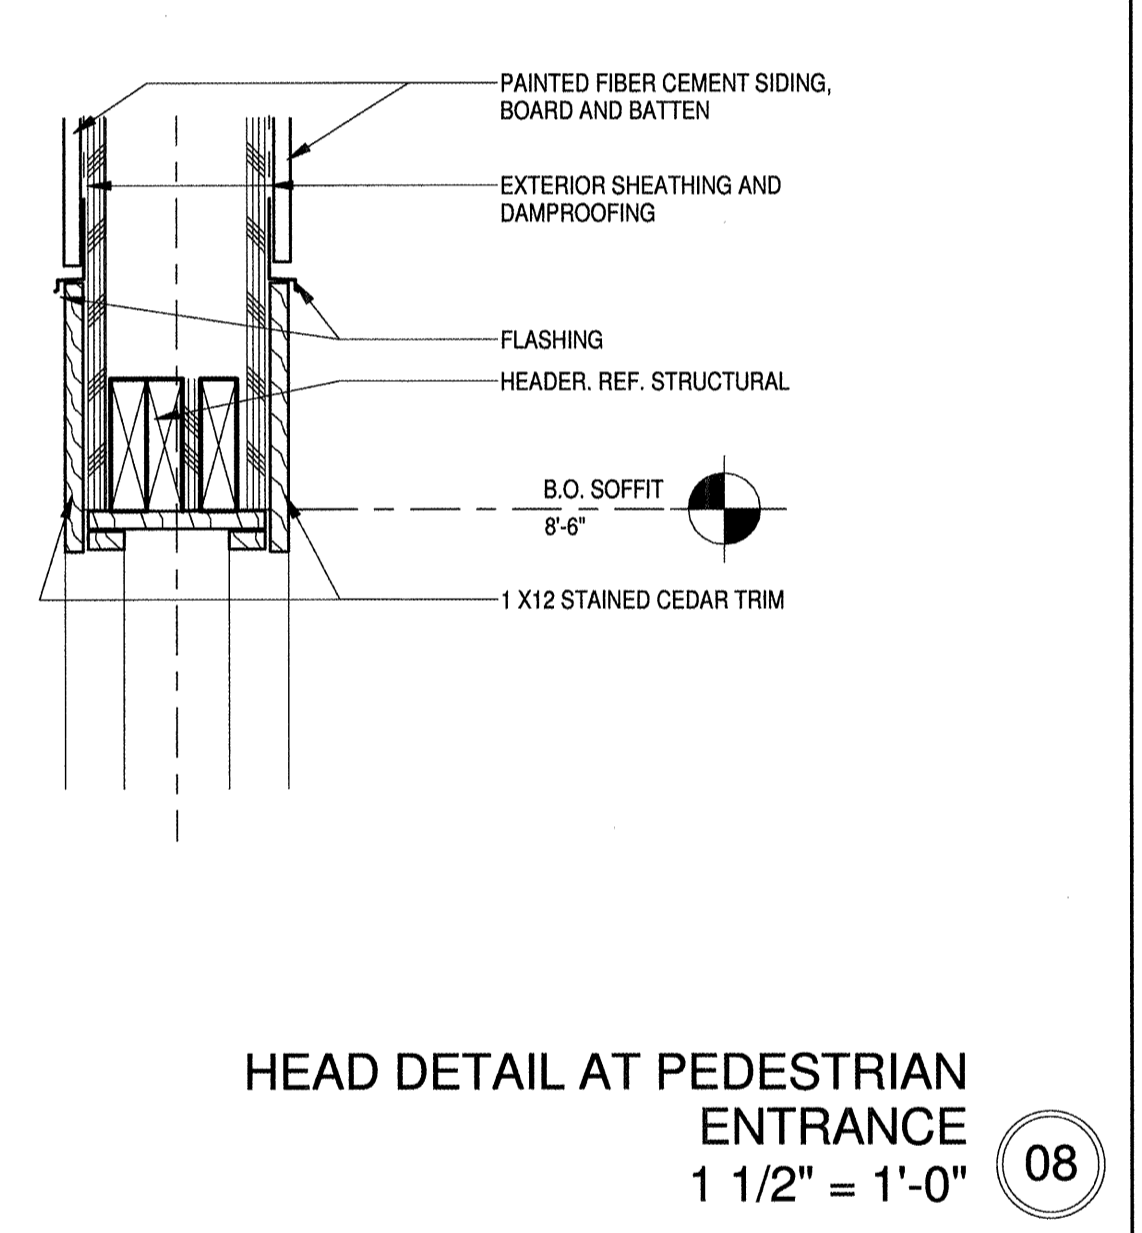 PAINTED FIBER CEMENT SIDING,
BOARD AND BATTEN
EXTERIOR SHEATHING AND
DAMPROOFING
FLASHING
HEADER. REF. STRUCTURAL
B.O. SOFFIT
8'-6"
1 X12 STAINED CEDAR TRIM
HEAD DETAIL AT PEDESTRIAN
ENTRANCE
1 1/2" = 1'-0"
08